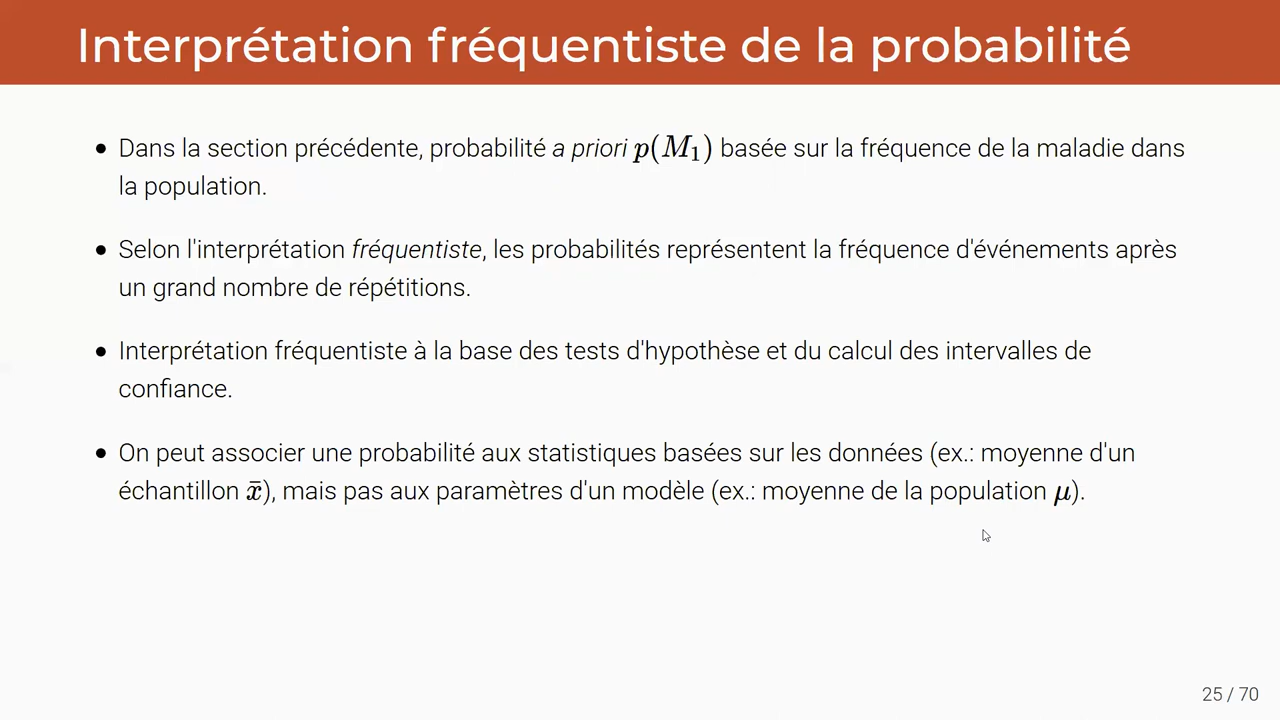 Interprétation fréquentiste de la probabilité
• Dans la section précédente, probabilité a priori p(M₁) basée sur la fréquence de la maladie dans
la population.
• Selon l'interprétation fréquentiste, les probabilités représentent la fréquence d'événements après
un grand nombre de répétitions.
• Interprétation fréquentiste à la base des tests d'hypothèse et du calcul des intervalles de
confiance.
• On peut associer une probabilité aux statistiques basées sur les données (ex.: moyenne d'un
échantillon x̄), mais pas aux paramètres d'un modèle (ex.: moyenne de la population μ).
25 / 70